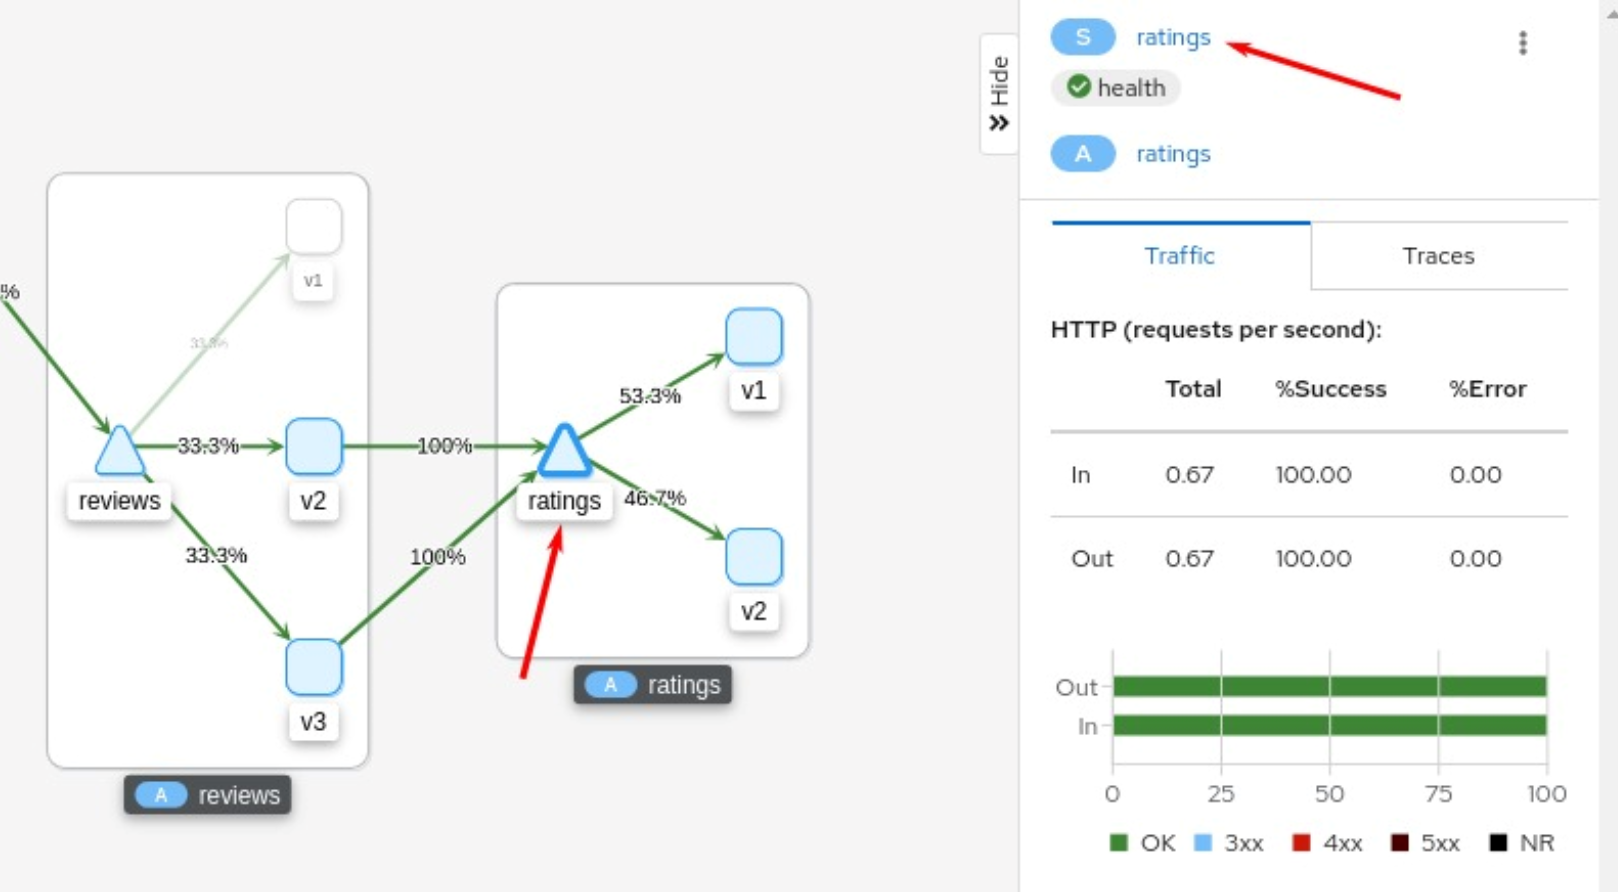 %
v1
33.3%
reviews
33.3%
v2
33.3%
v3
A reviews
100%
100%
ratings
53.3%
v1
46.7%
v2
A ratings
Hide
S ratings
health
A ratings
Traffic Traces
HTTP (requests per second):
Total %Success %Error
In 0.67 100.00 0.00
Out 0.67 100.00 0.00
Out
In
0 25 50 75 100
OK 3xx 4xx 5xx NR